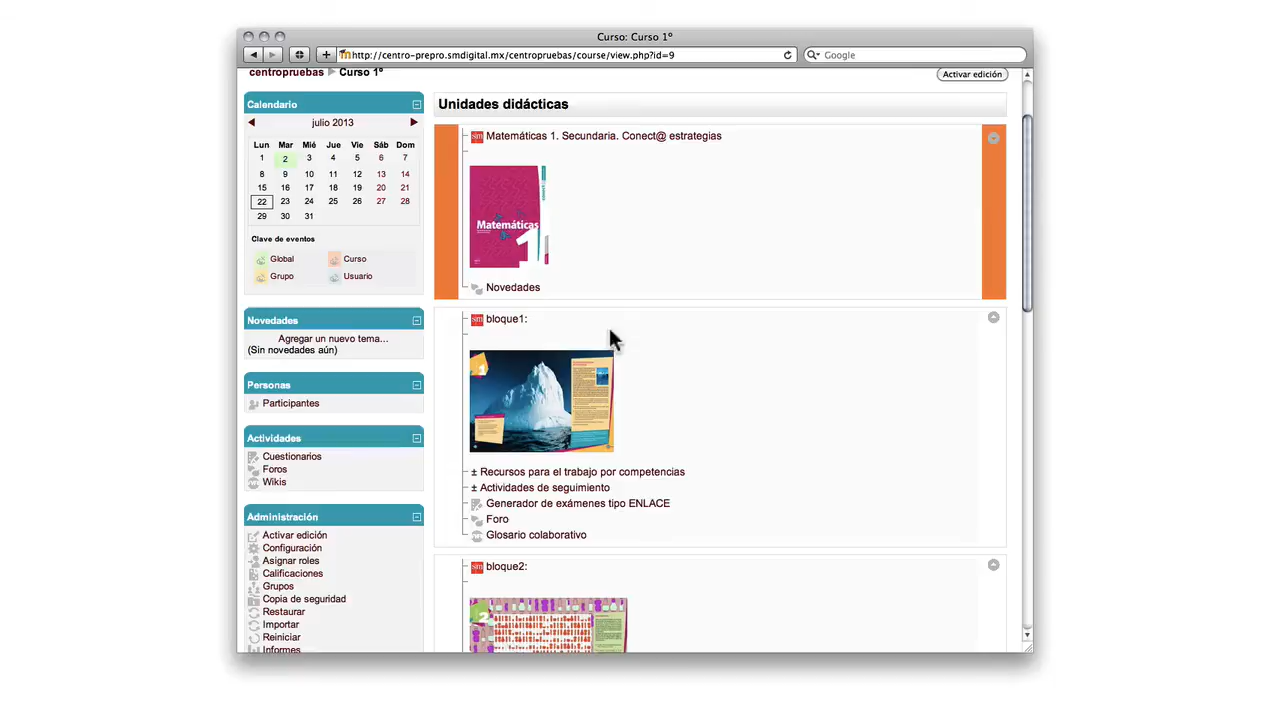 Curso: Curso 1º
http://centro-prepro.smdigital.mx/centropruebas/course/view.php?id=9
Google
centropruebas ► Curso 1º
Activar edición
Calendario
julio 2013
Lun Mar Mié Jue Vie Sáb Dom
1 2 3 4 5 6 7
8 9 10 11 12 13 14
15 16 17 18 19 20 21
22 23 24 25 26 27 28
29 30 31
Clave de eventos
Global
Curso
Grupo
Usuario
Novedades
Agregar un nuevo tema...
(Sin novedades aún)
Personas
Participantes
Actividades
Cuestionarios
Foros
Wikis
Administración
Activar edición
Configuración
Asignar roles
Calificaciones
Grupos
Copia de seguridad
Restaurar
Importar
Reiniciar
Informes
Unidades didácticas
sm Matemáticas 1. Secundaria. Conect@ estrategias
Matemáticas
1
Novedades
sm bloque1:
1
± Recursos para el trabajo por competencias
± Actividades de seguimiento
Generador de exámenes tipo ENLACE
Foro
Glosario colaborativo
sm bloque2:
2